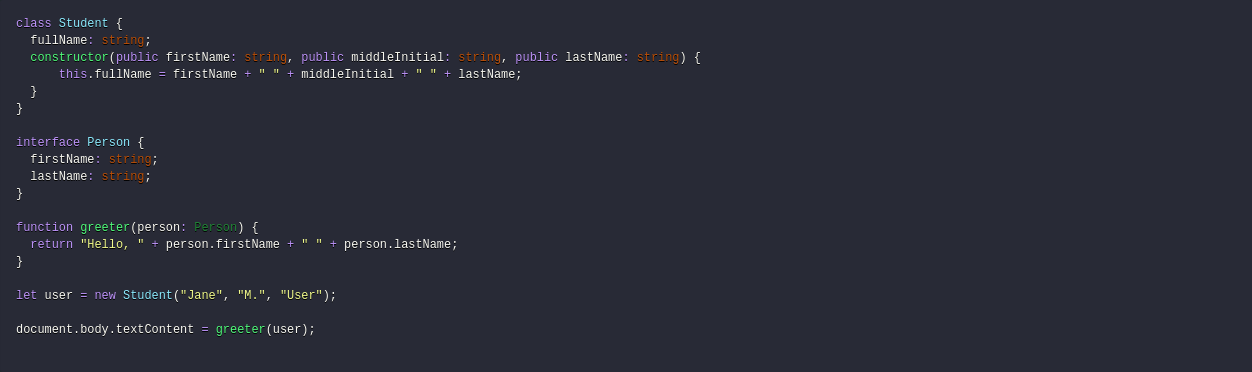 class Student {
  fullName: string;
  constructor(public firstName: string, public middleInitial: string, public lastName: string) {
      this.fullName = firstName + " " + middleInitial + " " + lastName;
  }
}

interface Person {
  firstName: string;
  lastName: string;
}

function greeter(person: Person) {
  return "Hello, " + person.firstName + " " + person.lastName;
}

let user = new Student("Jane", "M.", "User");

document.body.textContent = greeter(user);